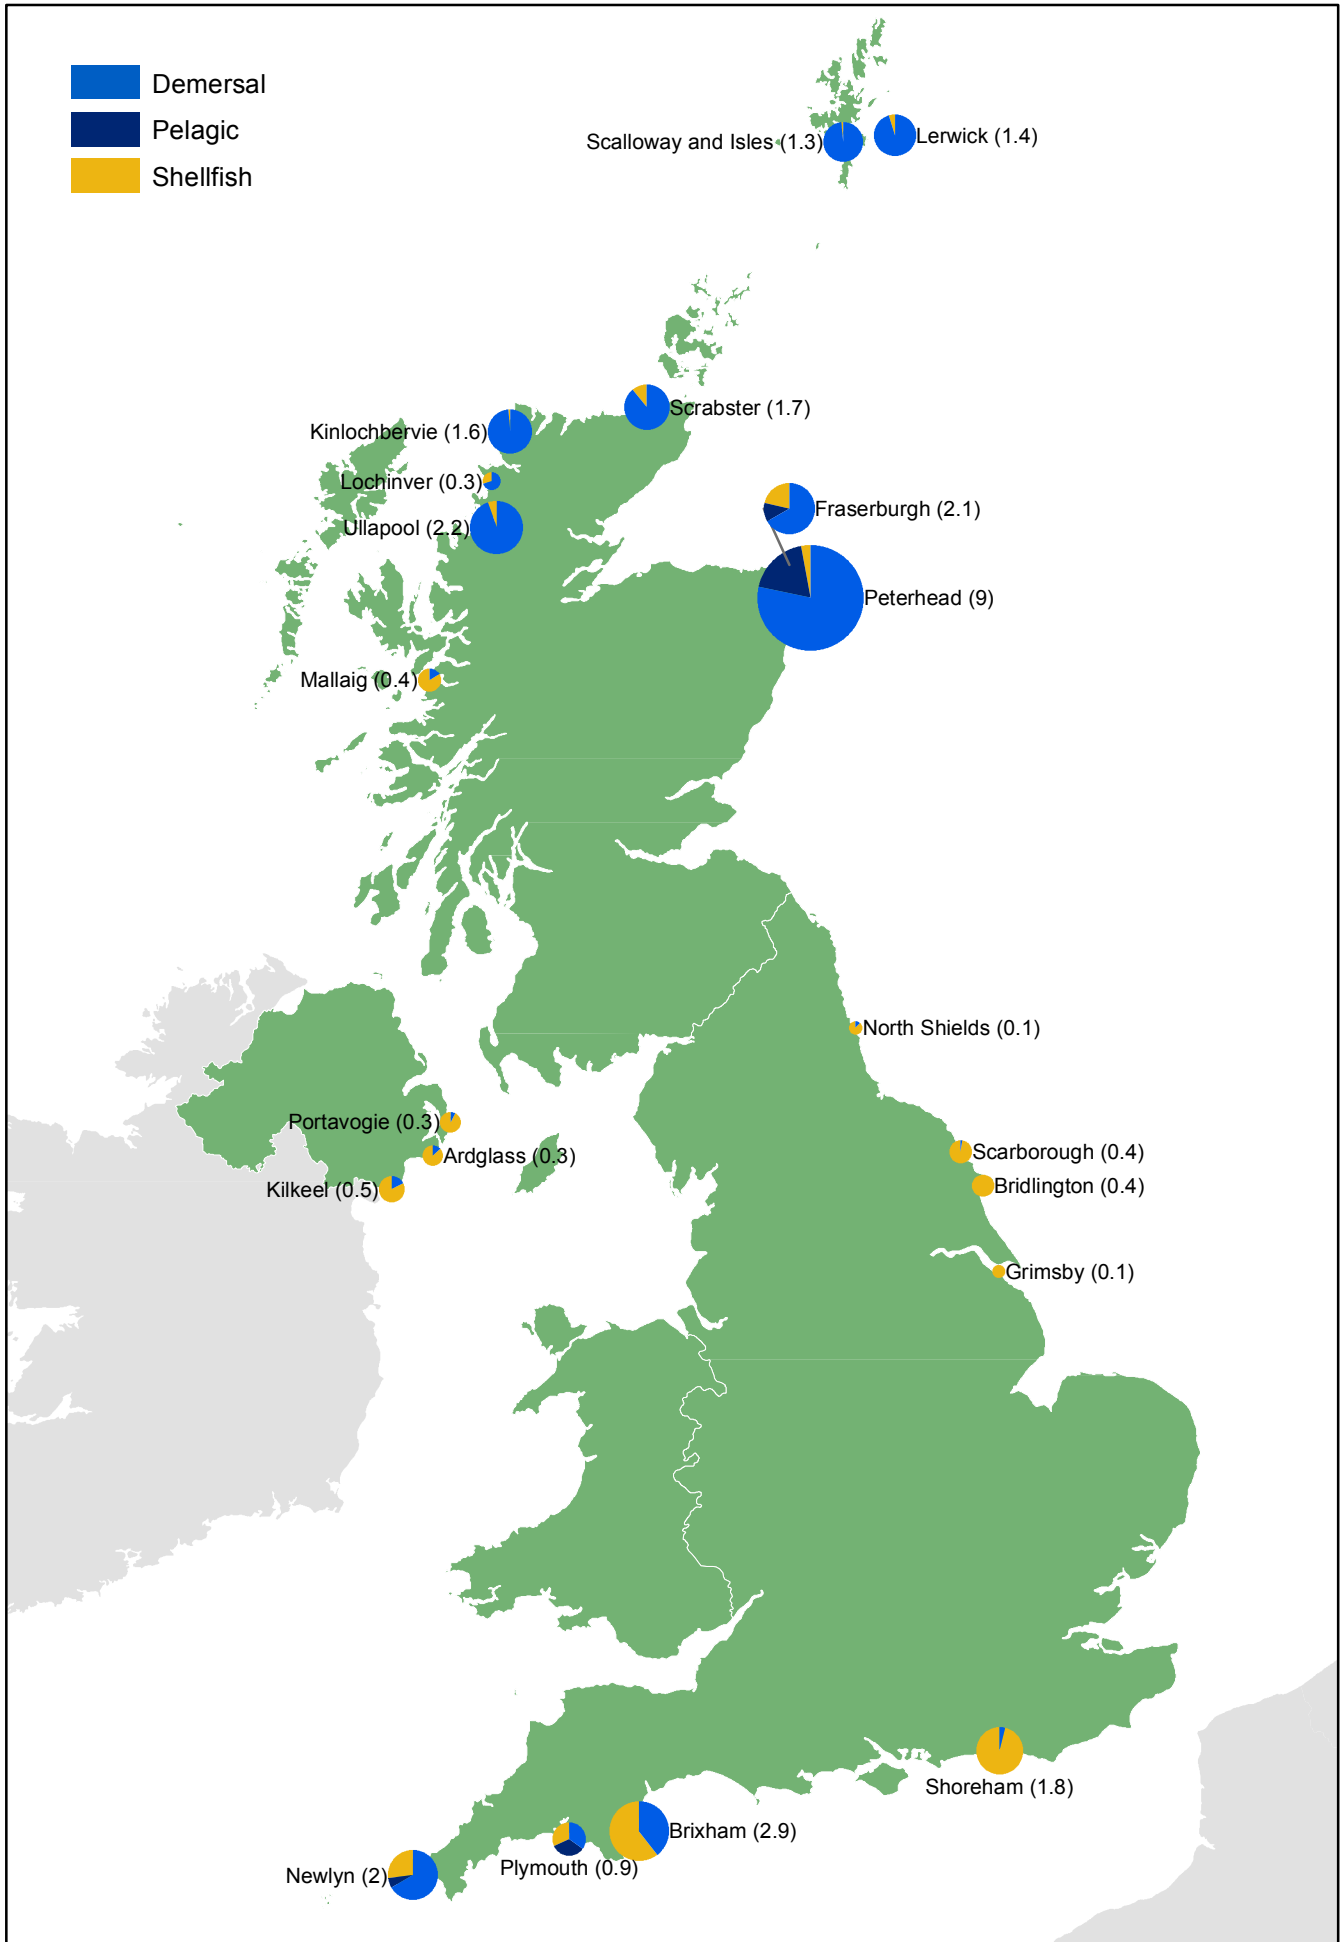 Demersal
Pelagic
Shellfish
Scalloway and Isles (1.3)
Lerwick (1.4)
Scrabster (1.7)
Kinlochbervie (1.6)
Lochinver (0.3)
Fraserburgh (2.1)
Ullapool (2.2)
Peterhead (9)
Mallaig (0.4)
North Shields (0.1)
Portavogie (0.3)
Scarborough (0.4)
Ardglass (0.3)
Bridlington (0.4)
Kilkeel (0.5)
Grimsby (0.1)
Shoreham (1.8)
Brixham (2.9)
Plymouth (0.9)
Newlyn (2)